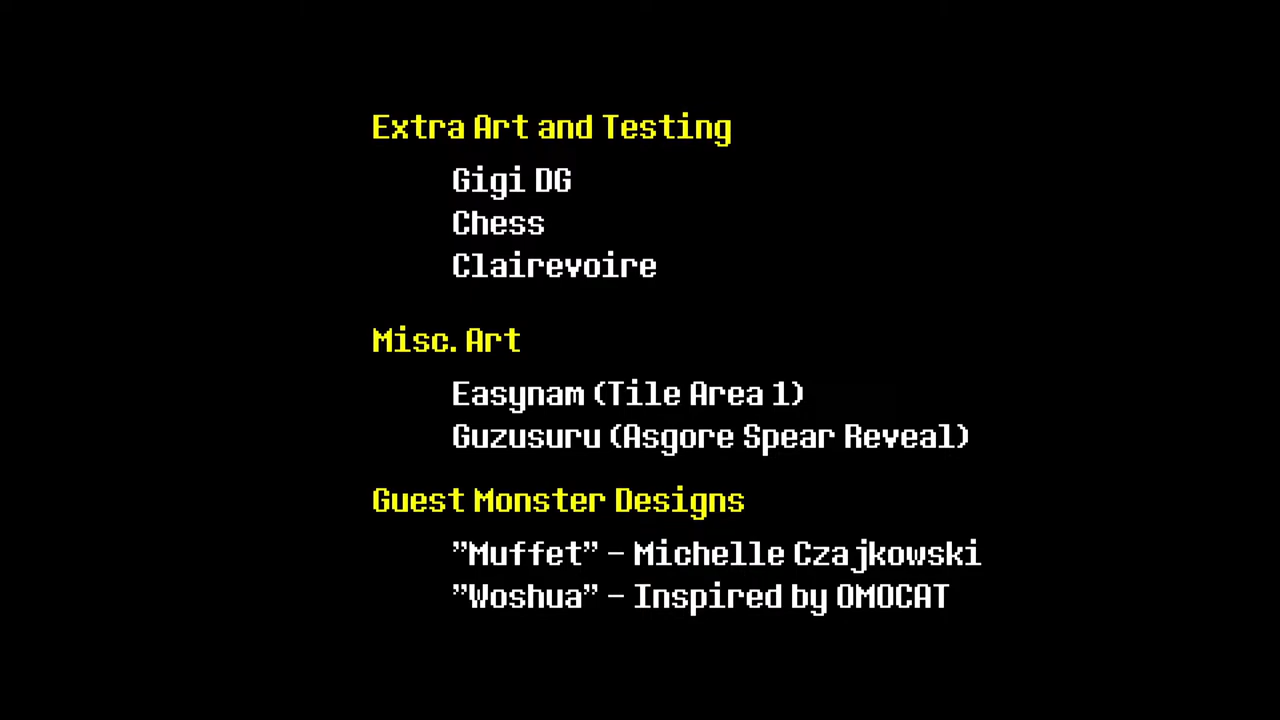 Extra Art and Testing
Gigi DG
Chess
Clairevoire
Misc. Art
Easynam (Tile Area 1)
Guzusuru (Asgore Spear Reveal)
Guest Monster Designs
”Muffet” – Michelle Czajkowski
”Woshua” – Inspired by OMOCAT